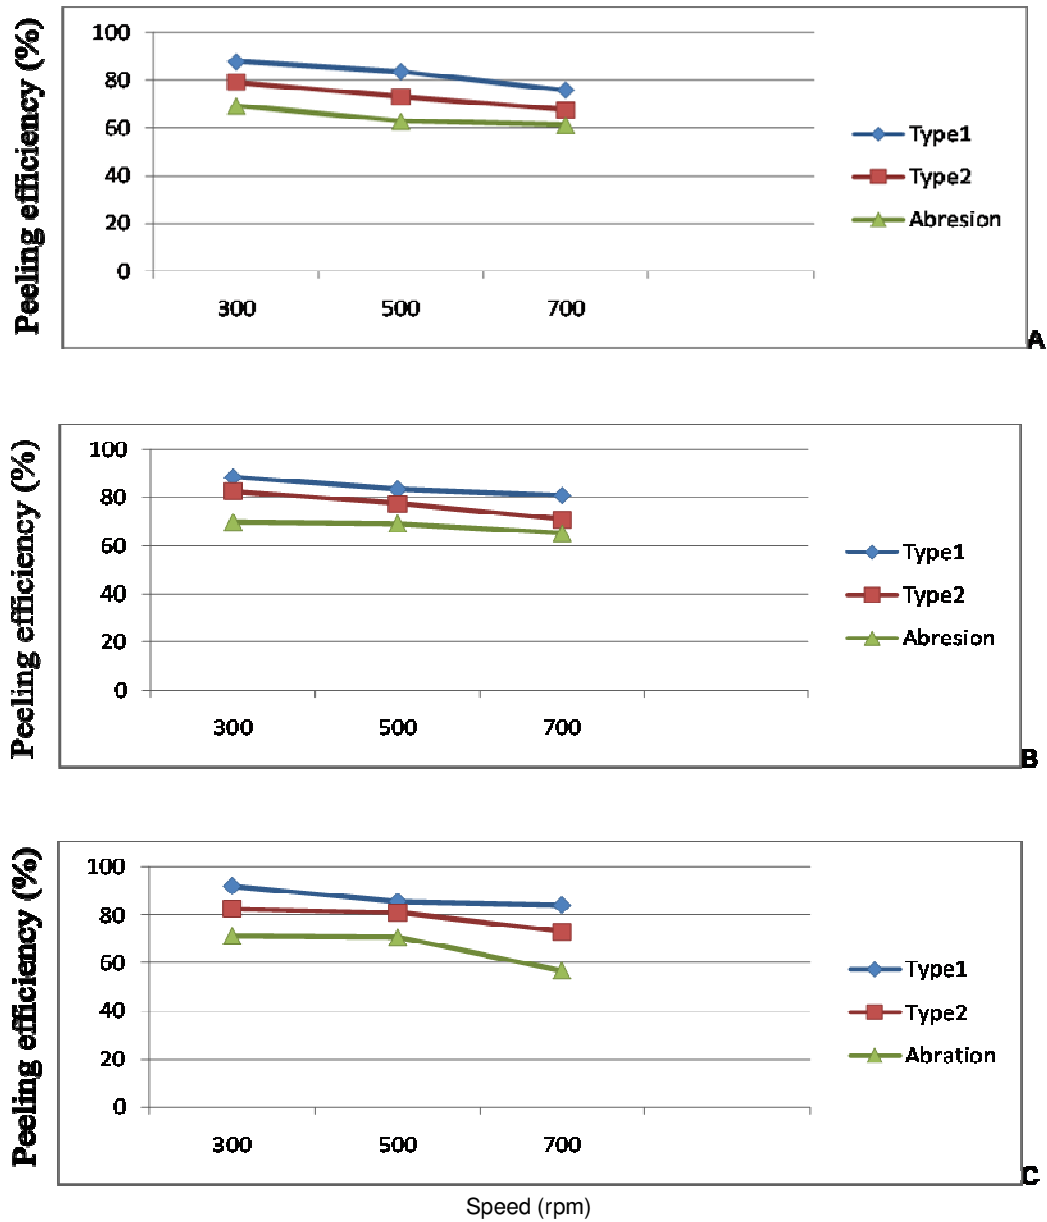 Peeling efficiency (%)
100
80
60
40
20
0
300 500 700
Type1
Type2
Abresion
A
Peeling efficiency (%)
100
80
60
40
20
0
300 500 700
Type1
Type2
Abresion
B
Peeling efficiency (%)
100
80
60
40
20
0
300 500 700
Type1
Type2
Abration
C
Speed (rpm)